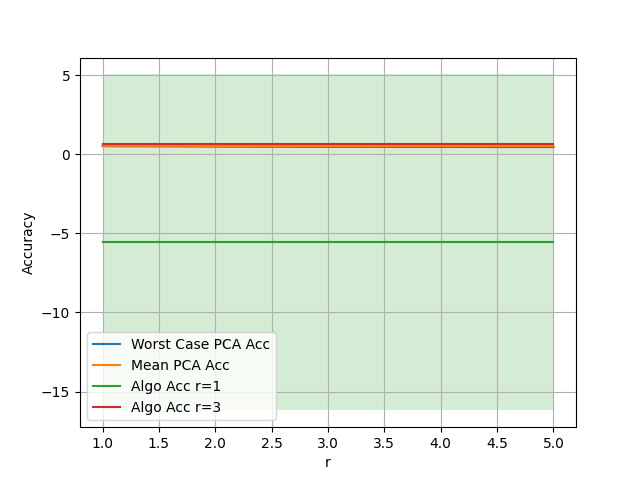 5
0
−5
−10
−15
Accuracy
Worst Case PCA Acc
Mean PCA Acc
Algo Acc r=1
Algo Acc r=3
1.0 1.5 2.0 2.5 3.0 3.5 4.0 4.5 5.0
r